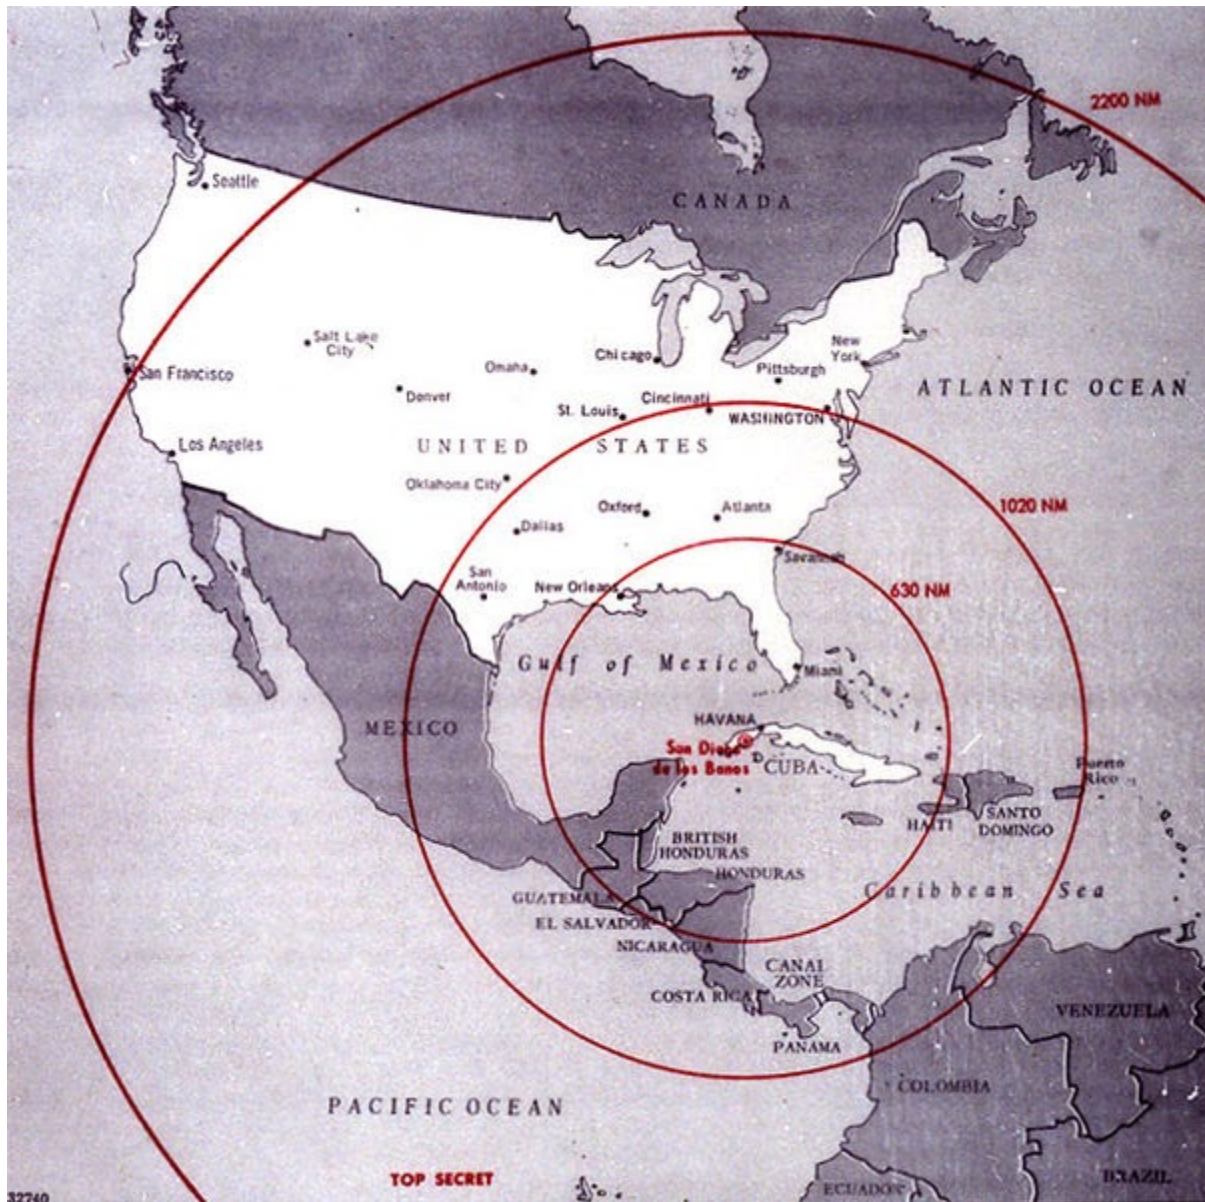 2200 NM
CANADA
Seattle
Salt Lake
City
San Francisco
Los Angeles
Denver
Omaha
Chicago
St. Louis
Cincinnati
Pittsburgh
New
York
WASHINGTON
ATLANTIC OCEAN
UNITED STATES
Oklahoma City
Dallas
Oxford
Atlanta
1020 NM
San
Antonio
New Orleans
Savannah
630 NM
Gulf of Mexico
Miami
MEXICO
HAVANA
San Diego
de los Banos
CUBA
Puerto
Rico
HAITI
SANTO
DOMINGO
BRITISH
HONDURAS
HONDURAS
GUATEMALA
EL SALVADOR
NICARAGUA
Caribbean Sea
CANAL
ZONE
COSTA RICA
PANAMA
VENEZUELA
COLOMBIA
PACIFIC OCEAN
TOP SECRET
ECUADOR
BRAZIL
32740